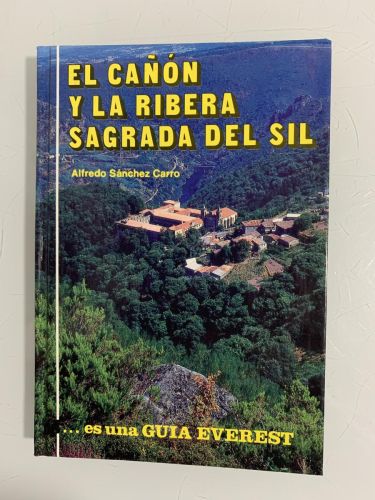 EL CAÑÓN
Y LA RIBERA
SAGRADA DEL SIL
Alfredo Sánchez Carro
... es una GUIA EVEREST